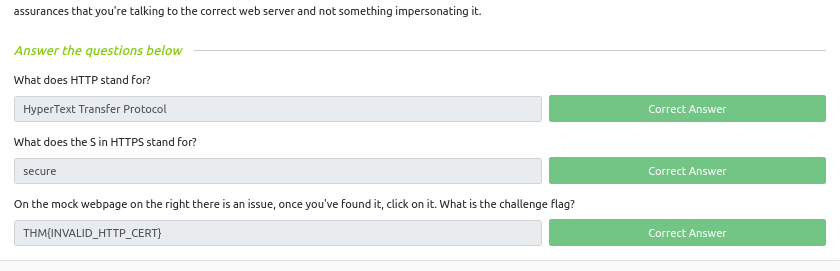 assurances that you're talking to the correct web server and not something impersonating it.
Answer the questions below
What does HTTP stand for?
HyperText Transfer Protocol
Correct Answer
What does the S in HTTPS stand for?
secure
Correct Answer
On the mock webpage on the right there is an issue, once you've found it, click on it. What is the challenge flag?
THM{INVALID_HTTP_CERT}
Correct Answer